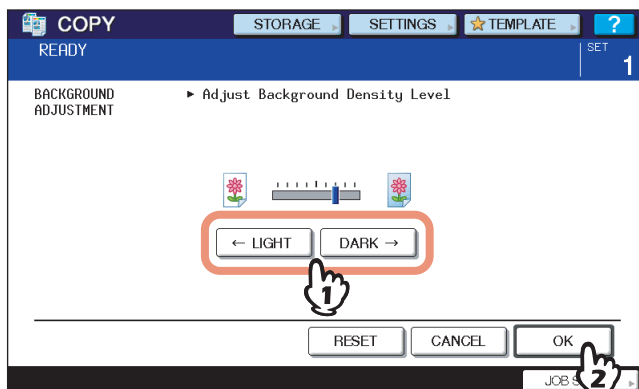 COPY STORAGE SETTINGS TEMPLATE ?
READY SET
1
BACKGROUND ADJUSTMENT
► Adjust Background Density Level
← LIGHT DARK →
1
RESET CANCEL OK
JOB S
2